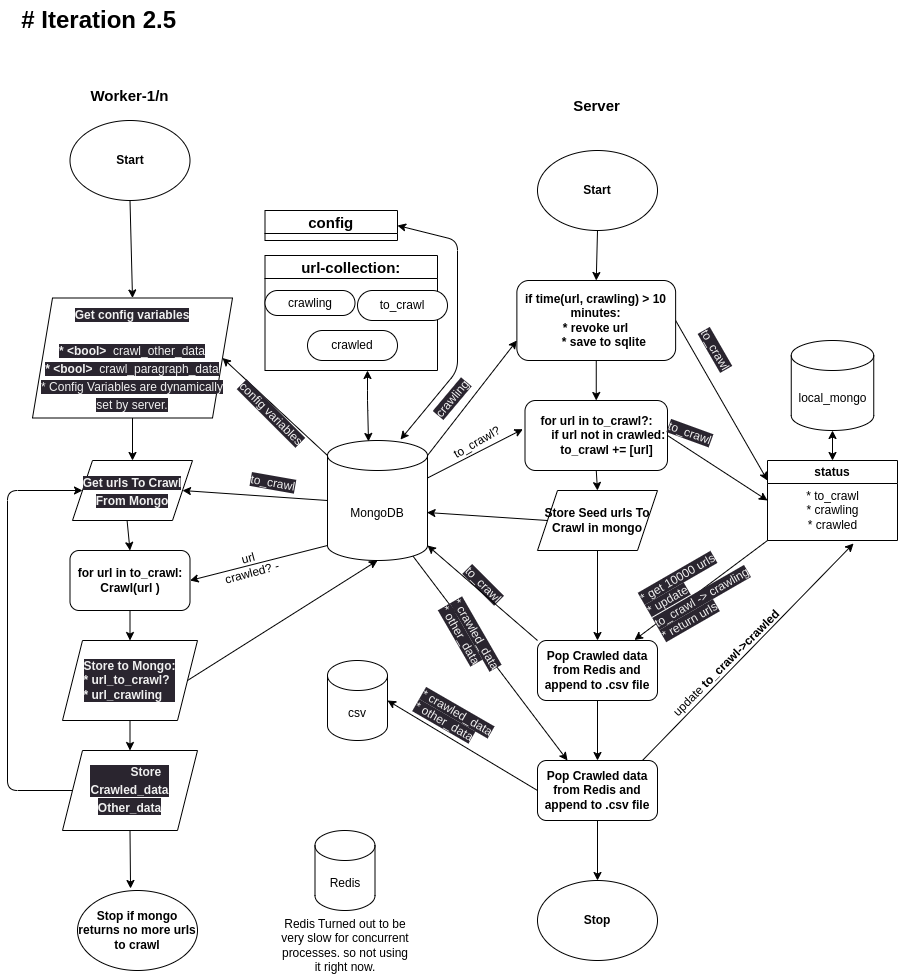 # Iteration 2.5
Worker-1/n
Start
Get config variables
* <bool> crawl_other_data
* <bool> crawl_paragraph_data
* Config Variables are dynamically
set by server.
Get urls To Crawl
From Mongo
for url in to_crawl:
Crawl(url )
Store to Mongo:
* url_to_crawl?
* url_crawling
Store
Crawled_data
Other_data
Stop if mongo
returns no more urls
to crawl
config
url-collection:
crawling
to_crawl
crawled
config variables
to_crawl
url
crawled? -
MongoDB
crawling
to_crawl?
to_crawl
* crawled_data
* other_data
csv
* crawled_data
* other_data
Redis
Redis Turned out to be
very slow for concurrent
processes. so not using
it right now.
Server
Start
if time(url, crawling) > 10
minutes:
* revoke url
* save to sqlite
for url in to_crawl?:
if url not in crawled:
to_crawl += [url]
Store Seed urls To
Crawl in mongo
Pop Crawled data
from Redis and
append to .csv file
Pop Crawled data
from Redis and
append to .csv file
Stop
to_crawl
to_crawl
local_mongo
status
* to_crawl
* crawling
* crawled
* get 10000 urls
* update
to_crawl -> crawling
* return urls
update to_crawl->crawled